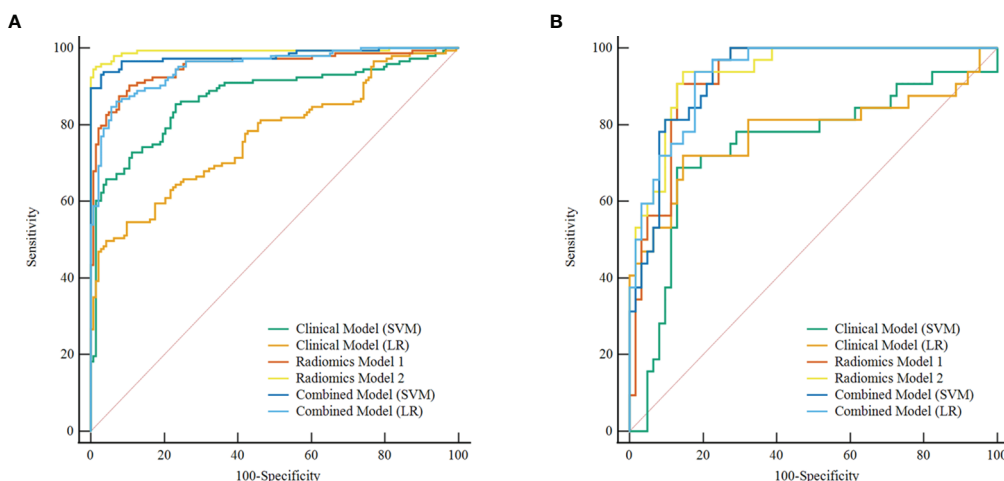 A
100
80
60
40
20
0
Sensitivity
0 20 40 60 80 100
100-Specificity
Clinical Model (SVM)
Clinical Model (LR)
Radiomics Model 1
Radiomics Model 2
Combined Model (SVM)
Combined Model (LR)
B
100
80
60
40
20
0
Sensitivity
0 20 40 60 80 100
100-Specificity
Clinical Model (SVM)
Clinical Model (LR)
Radiomics Model 1
Radiomics Model 2
Combined Model (SVM)
Combined Model (LR)